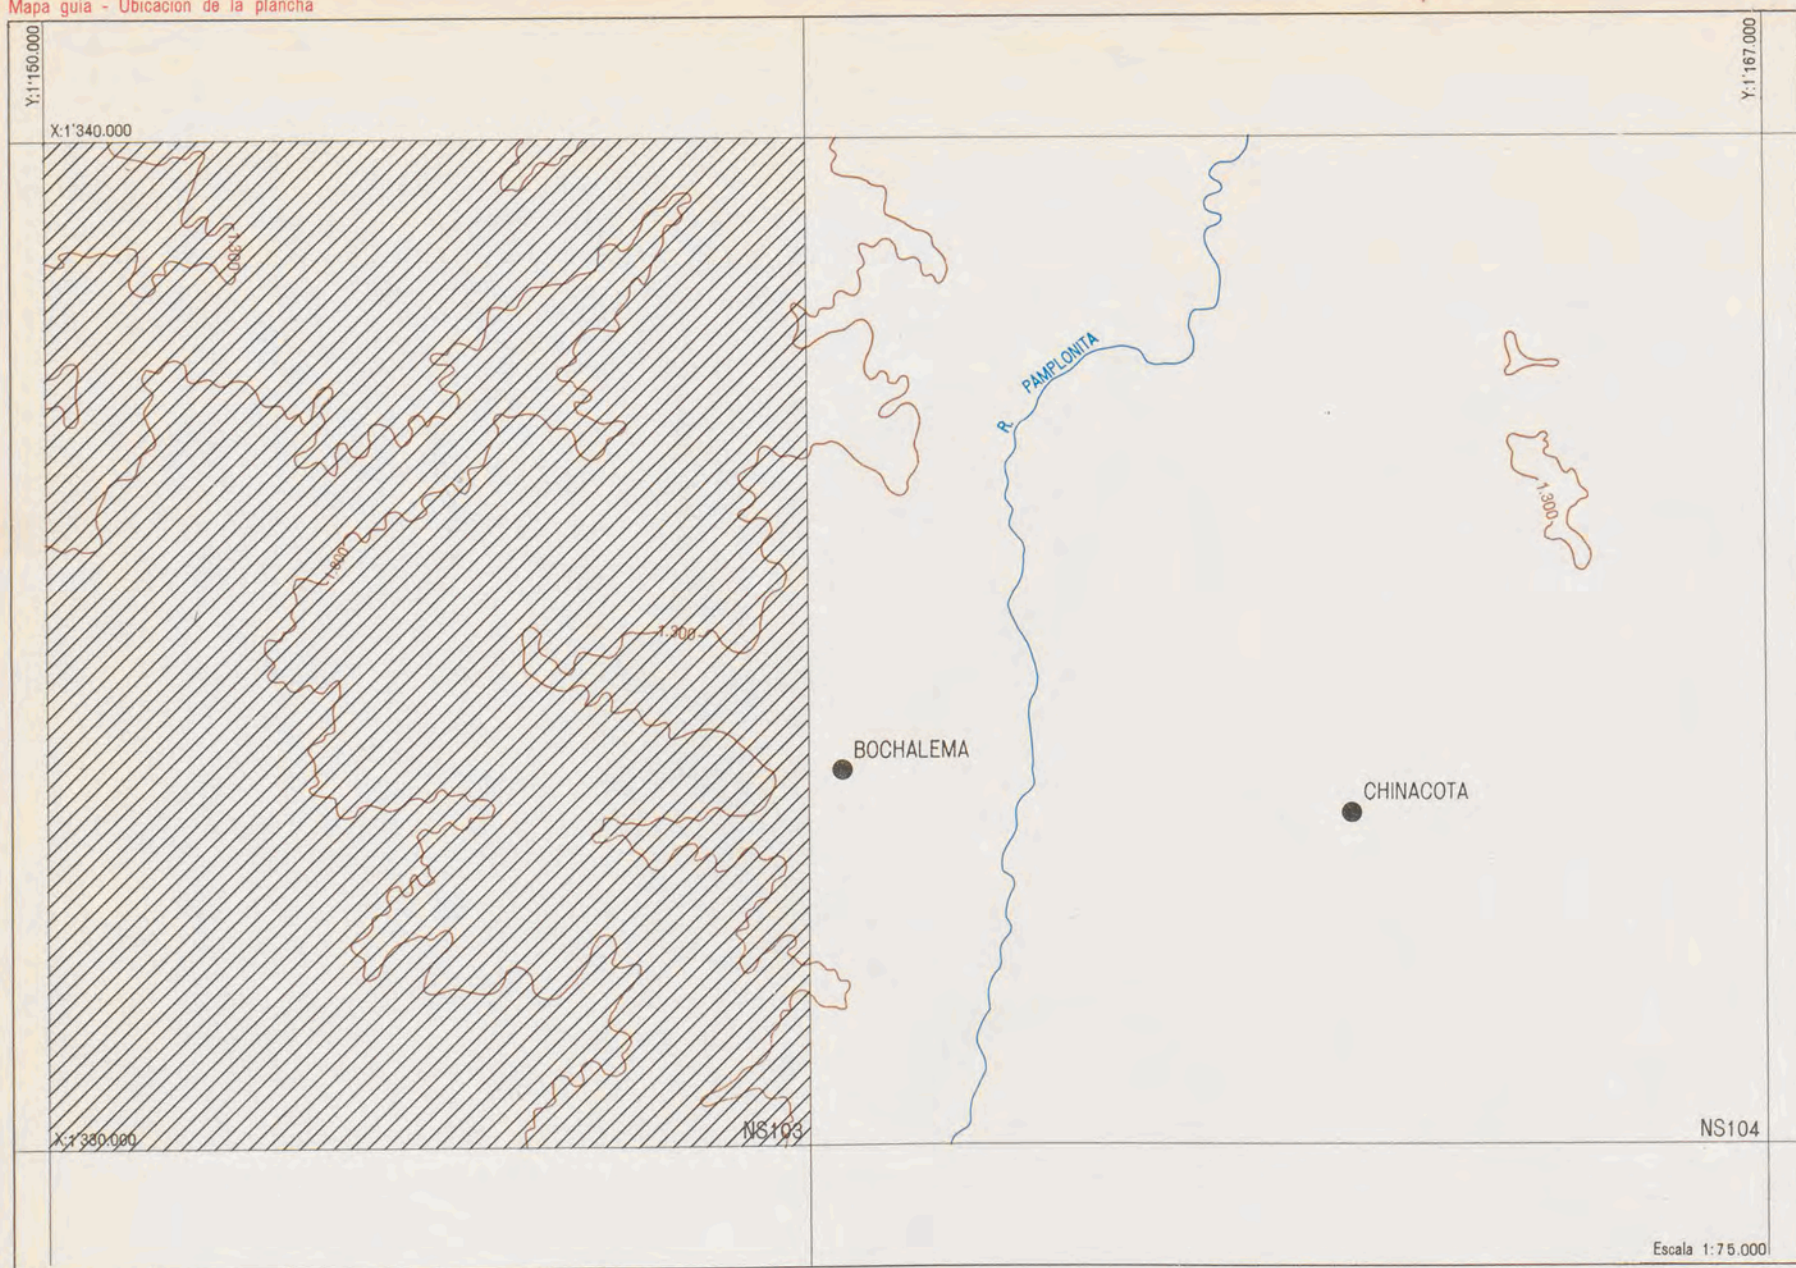 Mapa guia - Ubicación de la plancha
Y:1'150.000
Y:1'167.000
X:1'340.000
1.300
R. PAMPLONITA
1.300
1.800
1.300
BOCHALEMA
CHINACOTA
X:1'330.000
NS103
NS104
Escala 1:75.000